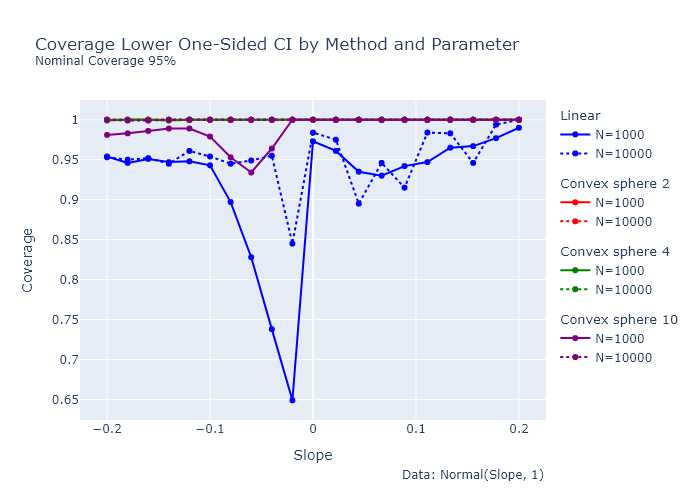 Coverage Lower One-Sided CI by Method and Parameter
Nominal Coverage 95%
Coverage
1
0.95
0.9
0.85
0.8
0.75
0.7
0.65
−0.2
−0.1
0
0.1
0.2
Slope
Data: Normal(Slope, 1)
Linear
N=1000
N=10000
Convex sphere 2
N=1000
N=10000
Convex sphere 4
N=1000
N=10000
Convex sphere 10
N=1000
N=10000